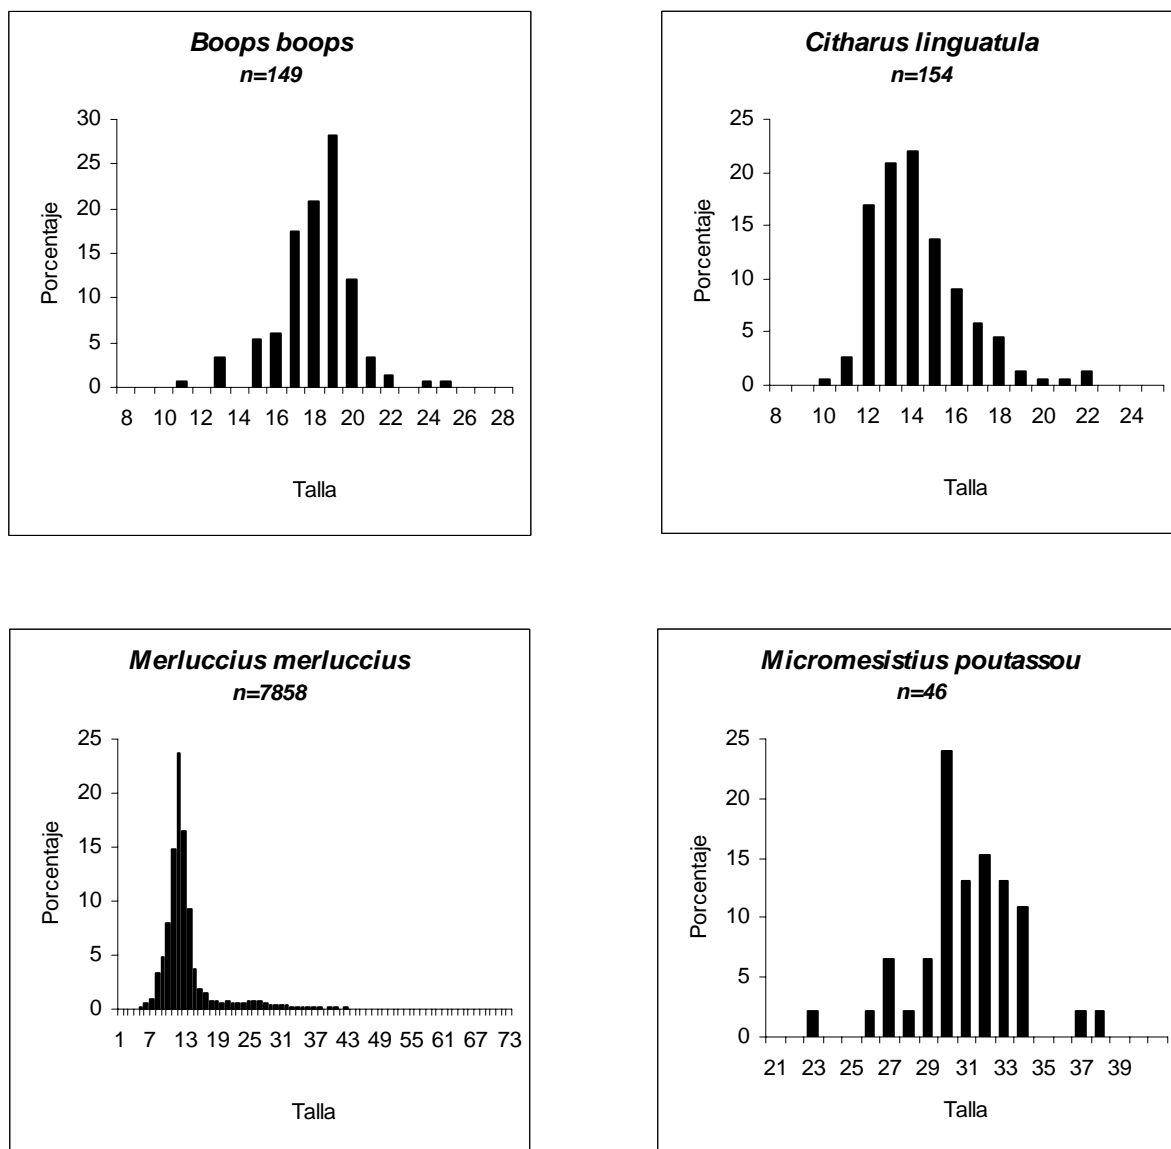 Boops boops
n=149
30
25
20
15
10
5
0
Porcentaje
8 10 12 14 16 18 20 22 24 26 28
Talla
Citharus linguatula
n=154
25
20
15
10
5
0
Porcentaje
8 10 12 14 16 18 20 22 24
Talla
Merluccius merluccius
n=7858
25
20
15
10
5
0
Porcentaje
1 7 13 19 25 31 37 43 49 55 61 67 73
Talla
Micromesistius poutassou
n=46
25
20
15
10
5
0
Porcentaje
21 23 25 27 29 31 33 35 37 39
Talla